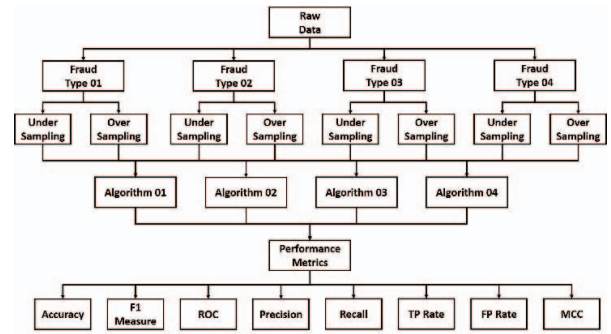 Raw
Data
Fraud
Type 01
Fraud
Type 02
Fraud
Type 03
Fraud
Type 04
Under
Sampling
Over
Sampling
Under
Sampling
Over
Sampling
Under
Sampling
Over
Sampling
Under
Sampling
Over
Sampling
Algorithm 01
Algorithm 02
Algorithm 03
Algorithm 04
Performance
Metrics
Accuracy
F1
Measure
ROC
Precision
Recall
TP Rate
FP Rate
MCC